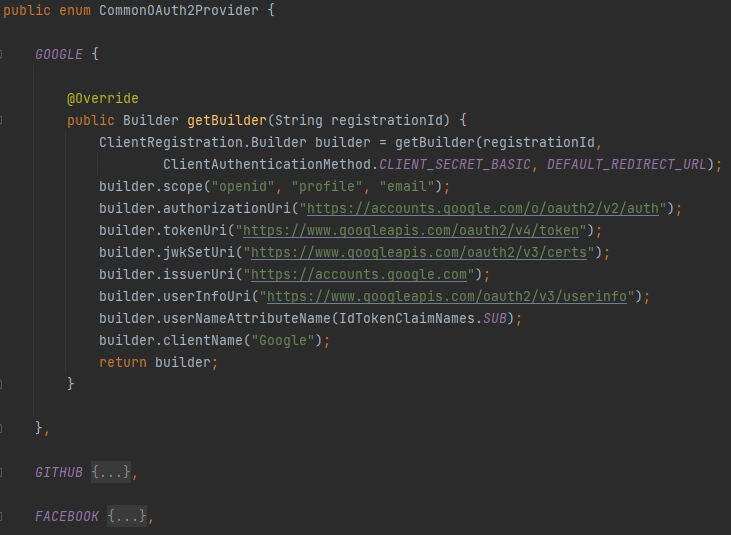 public enum CommonOAuth2Provider {
GOOGLE {
@Override
public Builder getBuilder(String registrationId) {
ClientRegistration.Builder builder = getBuilder(registrationId,
ClientAuthenticationMethod.CLIENT_SECRET_BASIC, DEFAULT_REDIRECT_URL);
builder.scope("openid", "profile", "email");
builder.authorizationUri("https://accounts.google.com/o/oauth2/v2/auth");
builder.tokenUri("https://www.googleapis.com/oauth2/v4/token");
builder.jwkSetUri("https://www.googleapis.com/oauth2/v3/certs");
builder.issuerUri("https://accounts.google.com");
builder.userInfoUri("https://www.googleapis.com/oauth2/v3/userinfo");
builder.userNameAttributeName(IdTokenClaimNames.SUB);
builder.clientName("Google");
return builder;
}
},
GITHUB {...},
FACEBOOK {...},